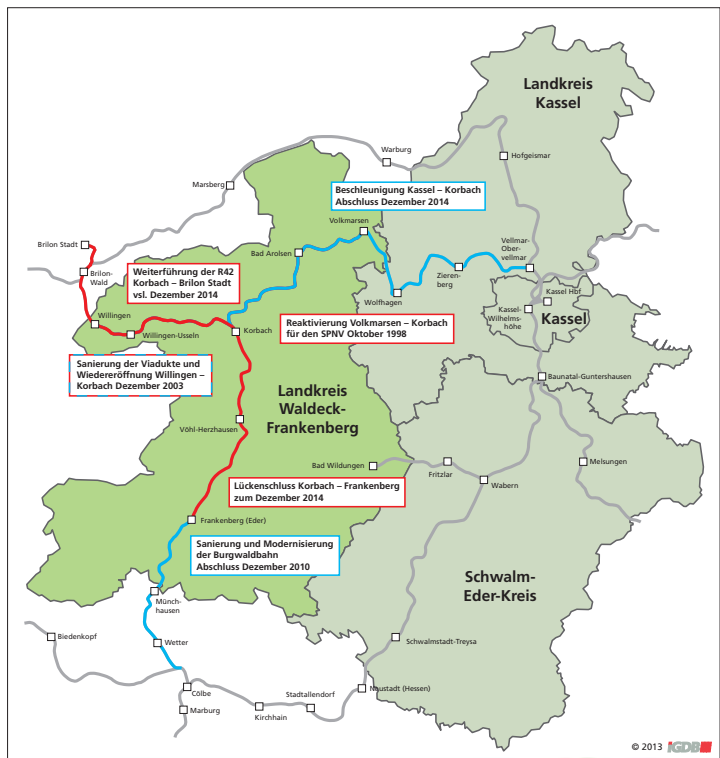 Landkreis
Kassel
Warburg
Hofgeismar
Marsberg
Beschleunigung Kassel – Korbach
Abschluss Dezember 2014
Volkmarsen
Brilon Stadt
Bad Arolsen
Vellmar-
Ober-
vellmar
Brilon-
Wald
Weiterführung der R42
Korbach – Brilon Stadt
vsl. Dezember 2014
Zieren-
berg
Wolfhagen
Kassel Hbf
Kassel-
Wilhelms-
höhe
Kassel
Willingen
Willingen-Usseln
Korbach
Reaktivierung Volkmarsen – Korbach
für den SPNV Oktober 1998
Sanierung der Viadukte und
Wiedereröffnung Willingen –
Korbach Dezember 2003
Landkreis
Waldeck-
Frankenberg
Baunatal-Guntershausen
Vöhl-Herzhausen
Bad Wildungen
Fritzlar
Wabern
Melsungen
Lückenschluss Korbach – Frankenberg
zum Dezember 2014
Frankenberg (Eder)
Sanierung und Modernisierung
der Burgwaldbahn
Abschluss Dezember 2010
Schwalm-
Eder-Kreis
Münch-
hausen
Biedenkopf
Wetter
Schwalmstadt-Treysa
Cölbe
Marburg
Kirchhain
Stadtallendorf
Neustadt (Hessen)
© 2013 iGDB